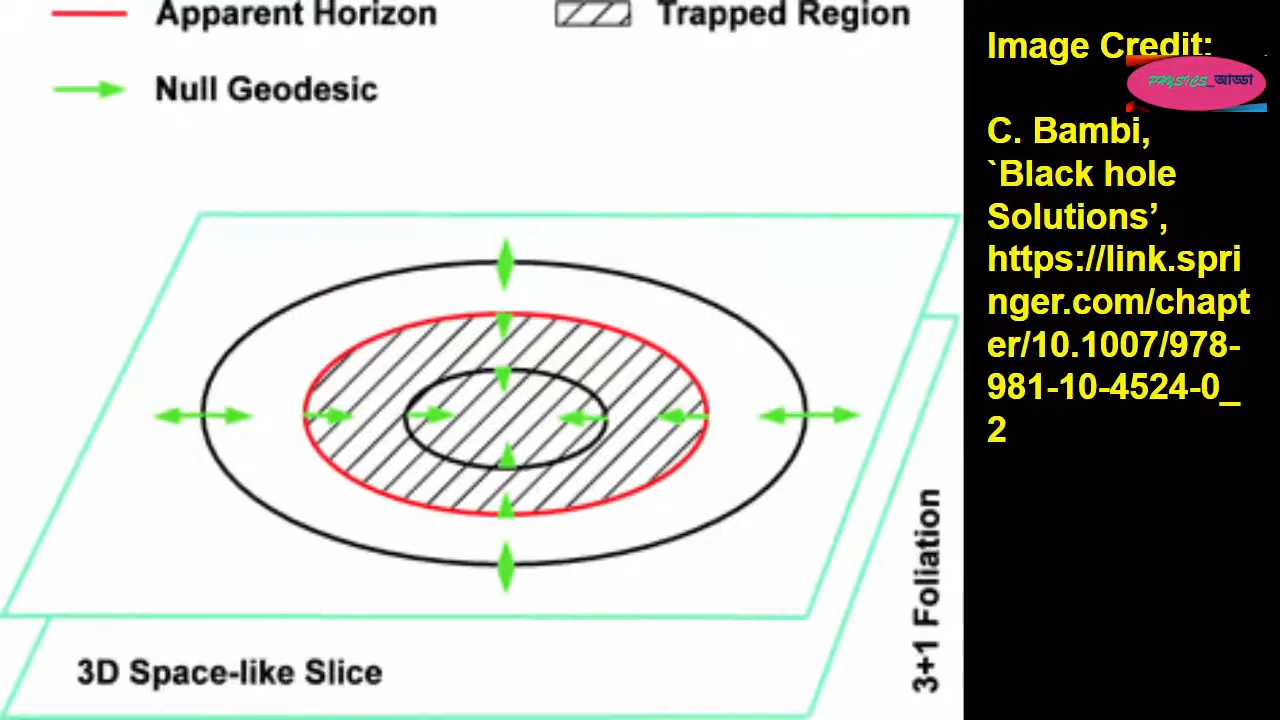 Apparent Horizon
Trapped Region
Null Geodesic
3D Space-like Slice
3+1 Foliation
Image Credit:
PHYSICS_আড্ডা
C. Bambi,
`Black hole
Solutions’,
https://link.spri
nger.com/chapt
er/10.1007/978-
981-10-4524-0_
2